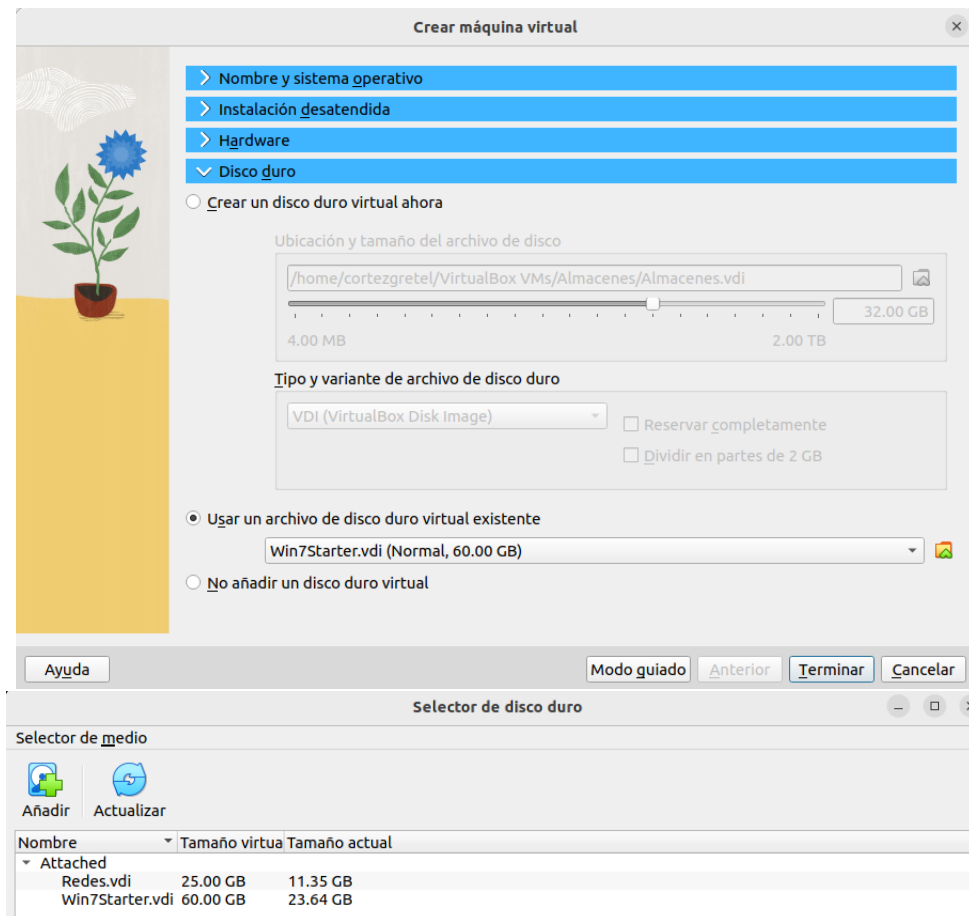 Crear máquina virtual
Nombre y sistema operativo
Instalación desatendida
Hardware
Disco duro
Crear un disco duro virtual ahora
Ubicación y tamaño del archivo de disco
/home/cortezgretel/VirtualBox VMs/Almacenes/Almacenes.vdi
32.00 GB
4.00 MB 2.00 TB
Tipo y variante de archivo de disco duro
VDI (VirtualBox Disk Image)
Reservar completamente
Dividir en partes de 2 GB
Usar un archivo de disco duro virtual existente
Win7Starter.vdi (Normal, 60.00 GB)
No añadir un disco duro virtual
Ayuda Modo guiado Anterior Terminar Cancelar
Selector de disco duro
Selector de medio
Añadir Actualizar
Nombre Tamaño virtua Tamaño actual
Attached
Redes.vdi 25.00 GB 11.35 GB
Win7Starter.vdi 60.00 GB 23.64 GB